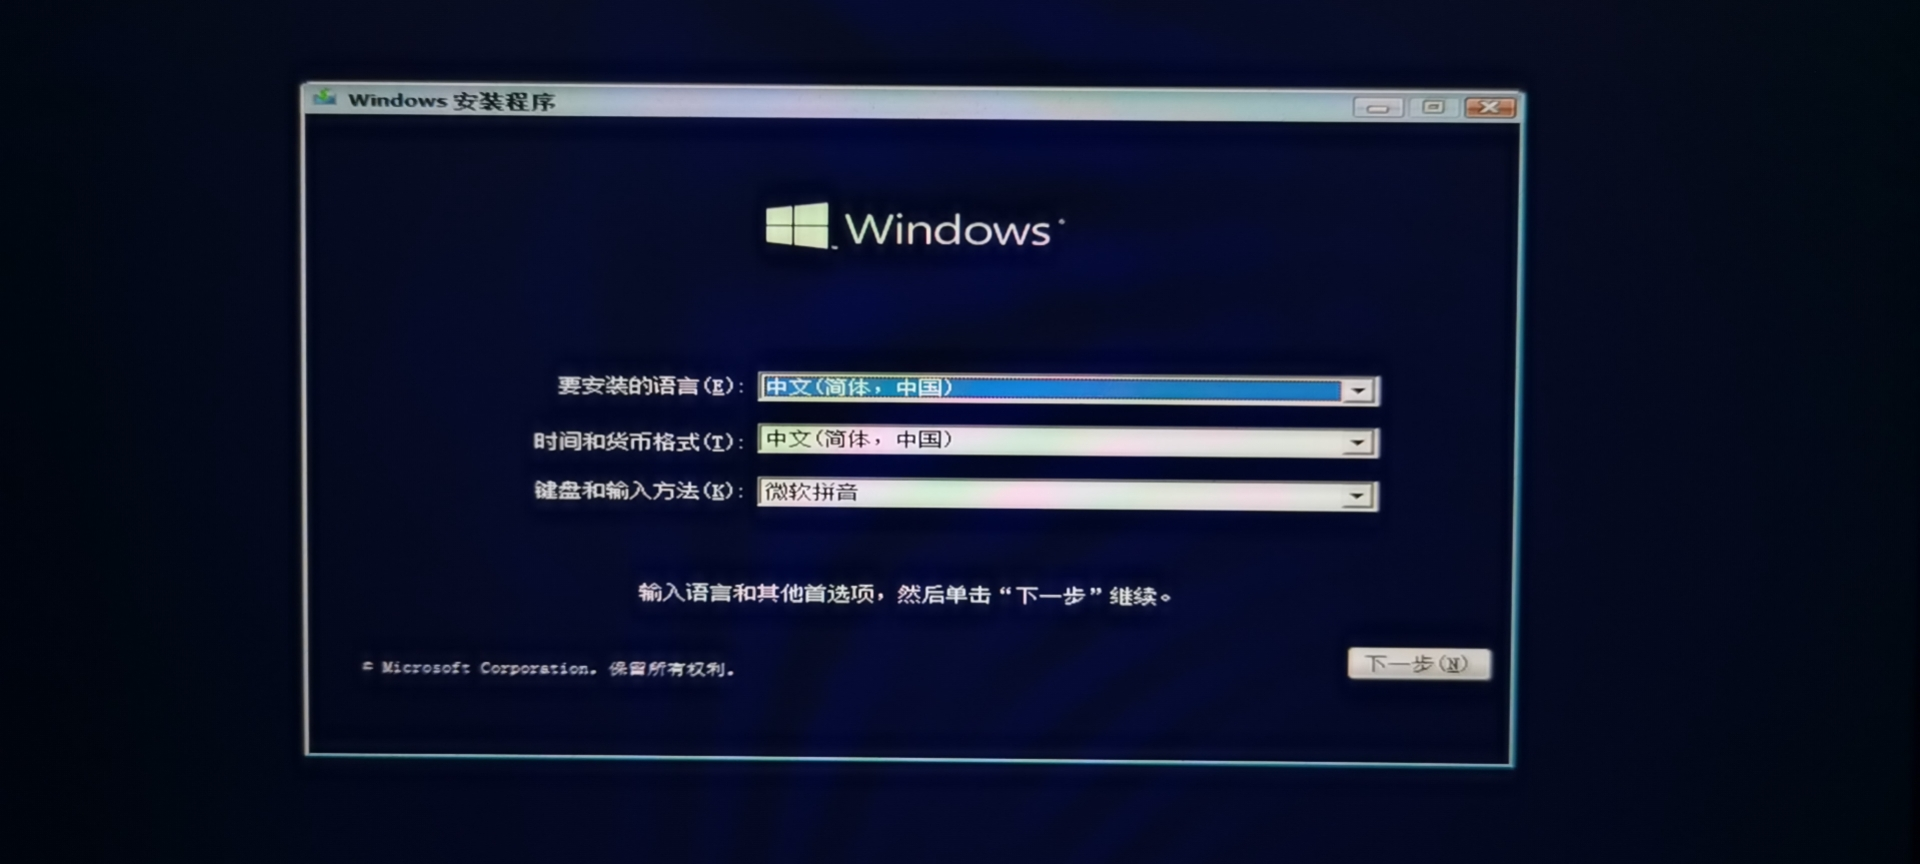 Windows 安装程序
Windows
要安装的语言(E): 中文(简体，中国)
时间和货币格式(T): 中文(简体，中国)
键盘和输入方法(K): 微软拼音
输入语言和其他首选项，然后单击“下一步”继续。
© Microsoft Corporation。保留所有权利。
下一步(N)